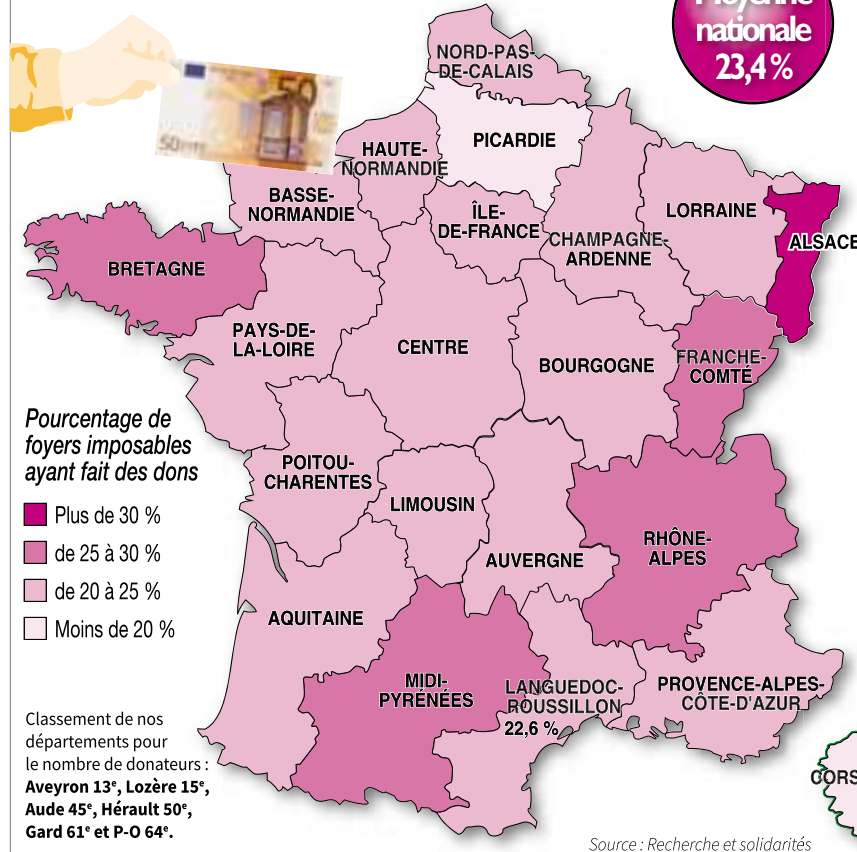 Moyenne
nationale
23,4 %
50
50
NORD-PAS-
DE-CALAIS
PICARDIE
HAUTE-
NORMANDIE
BASSE-
NORMANDIE
ÎLE-
DE-FRANCE
CHAMPAGNE-
ARDENNE
LORRAINE
ALSACE
BRETAGNE
PAYS-DE-
LA-LOIRE
CENTRE
BOURGOGNE
FRANCHE-
COMTÉ
Pourcentage de
foyers imposables
ayant fait des dons
Plus de 30 %
de 25 à 30 %
de 20 à 25 %
Moins de 20 %
POITOU-
CHARENTES
LIMOUSIN
AUVERGNE
RHÔNE-
ALPES
AQUITAINE
MIDI-
PYRÉNÉES
LANGUEDOC-
ROUSSILLON
22,6 %
PROVENCE-ALPES-
CÔTE-D'AZUR
CORS
Classement de nos
départements pour
le nombre de donateurs :
Aveyron 13e, Lozère 15e,
Aude 45e, Hérault 50e,
Gard 61e et P-O 64e.
Source : Recherche et solidarités